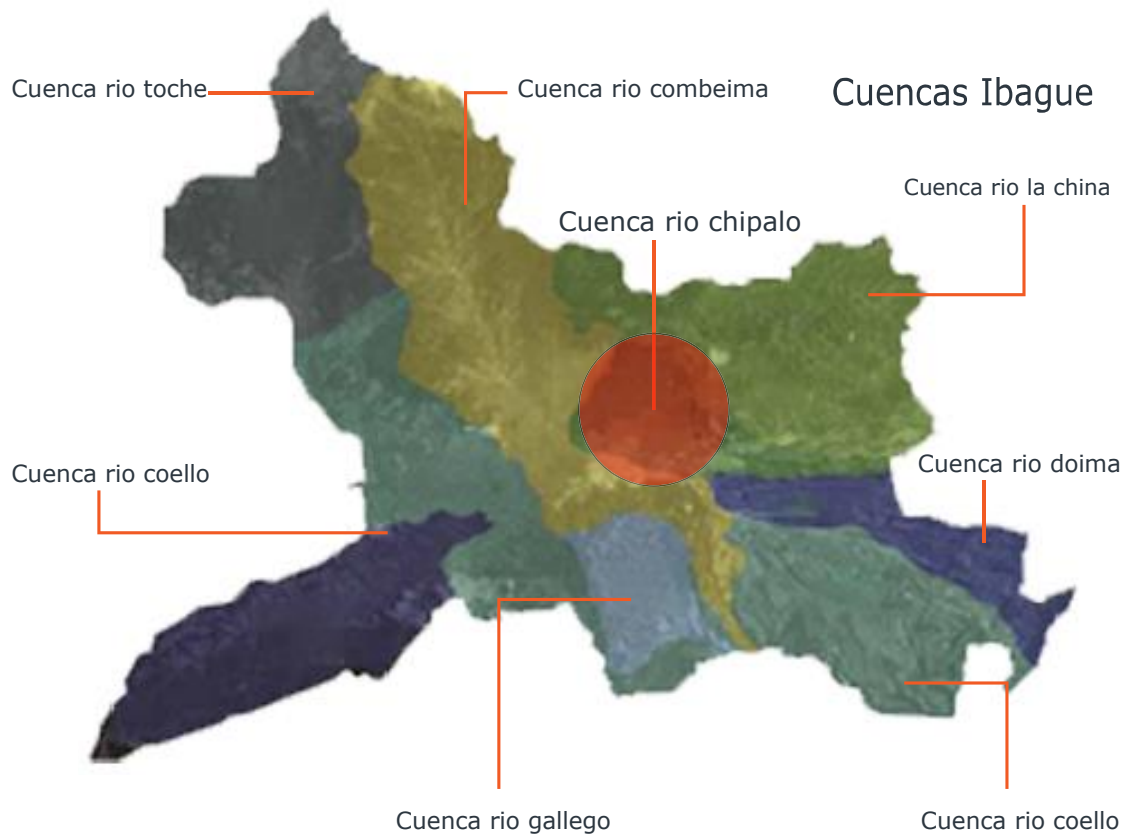 Cuenca rio toche
Cuenca rio combeima
Cuencas Ibague
Cuenca rio la china
Cuenca rio chipalo
Cuenca rio coello
Cuenca rio doima
Cuenca rio gallego
Cuenca rio coello